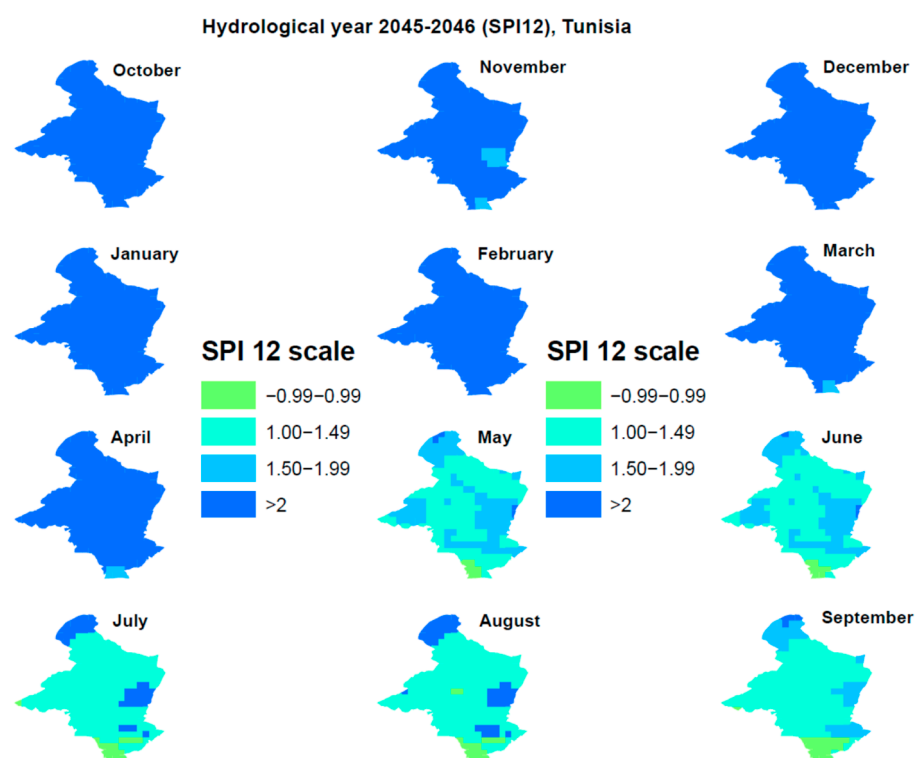 Hydrological year 2045-2046 (SPI12), Tunisia
October
November
December
January
February
March
SPI 12 scale
−0.99−0.99
1.00−1.49
1.50−1.99
>2
SPI 12 scale
−0.99−0.99
1.00−1.49
1.50−1.99
>2
April
May
June
July
August
September